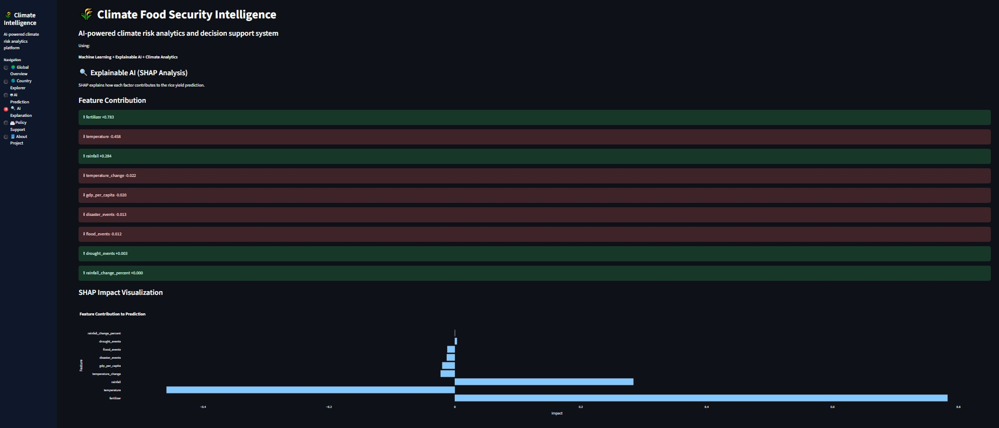 Climate
Intelligence
AI-powered climate
risk analytics
platform
Navigation
Global
Overview
Country
Explorer
AI
Prediction
AI
Explanation
Policy
Support
About
Project
Climate Food Security Intelligence
AI-powered climate risk analytics and decision support system
Using:
Machine Learning + Explainable AI + Climate Analytics
Explainable AI (SHAP Analysis)
SHAP explains how each factor contributes to the rice yield prediction.
Feature Contribution
⬆ fertilizer +0.783
⬇ temperature -0.458
⬆ rainfall +0.284
⬇ temperature_change -0.022
⬇ gdp_per_capita -0.020
⬇ disaster_events -0.013
⬇ flood_events -0.012
⬆ drought_events +0.003
⬆ rainfall_change_percent +0.000
SHAP Impact Visualization
Feature Contribution to Prediction
Feature
rainfall_change_percent
drought_events
flood_events
disaster_events
gdp_per_capita
temperature_change
rainfall
temperature
fertilizer
−0.4 −0.2 0 0.2 0.4 0.6 0.8
Impact